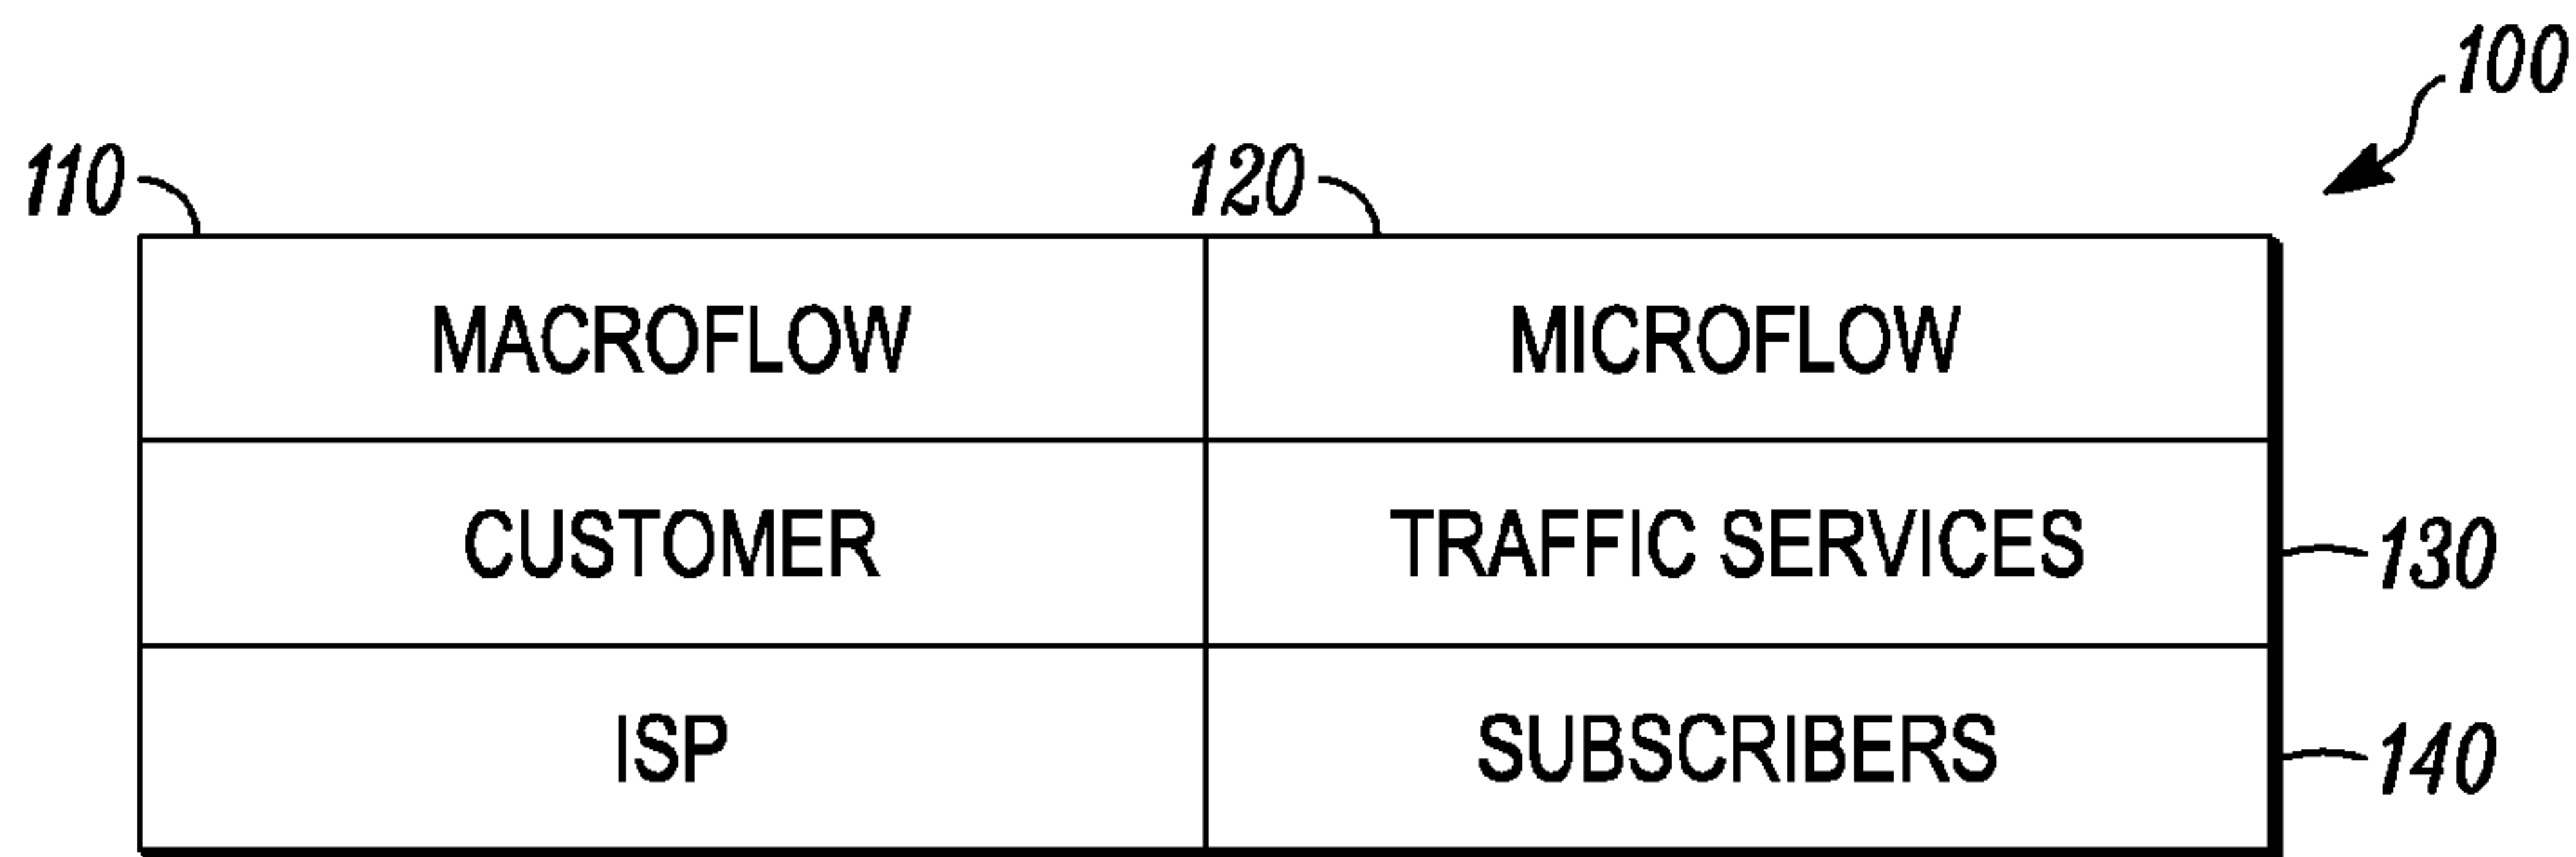 100
110
120
MACROFLOW
MICROFLOW
CUSTOMER
TRAFFIC SERVICES
130
ISP
SUBSCRIBERS
140